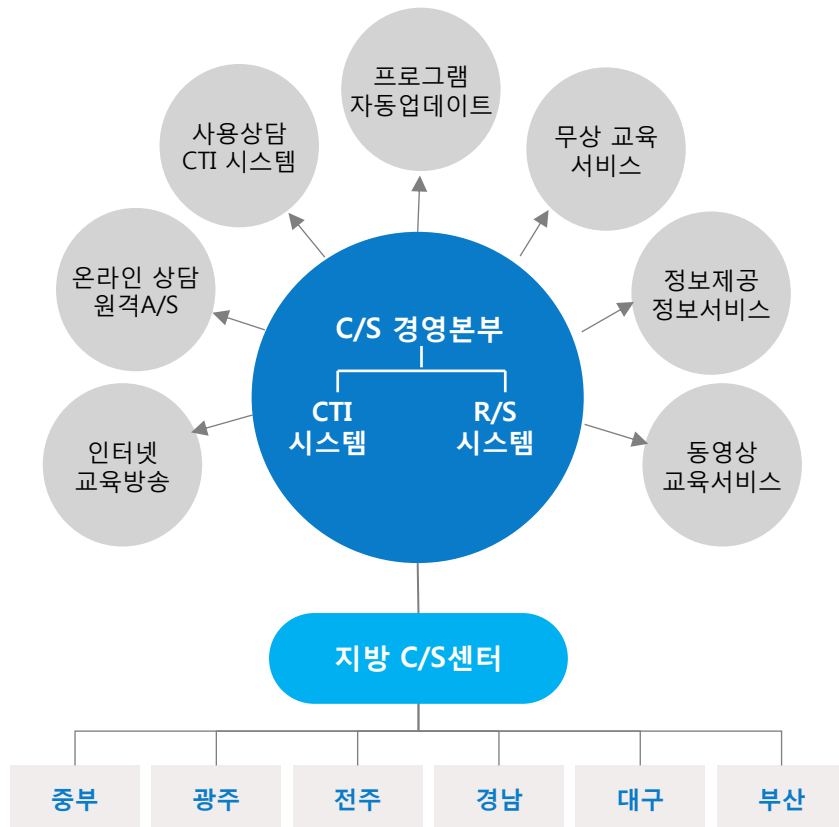 프로그램
자동업데이트
사용상담
CTI 시스템
무상 교육
서비스
온라인 상담
원격A/S
정보제공
정보서비스
C/S 경영본부
CTI
시스템
R/S
시스템
인터넷
교육방송
동영상
교육서비스
지방 C/S센터
중부
광주
전주
경남
대구
부산